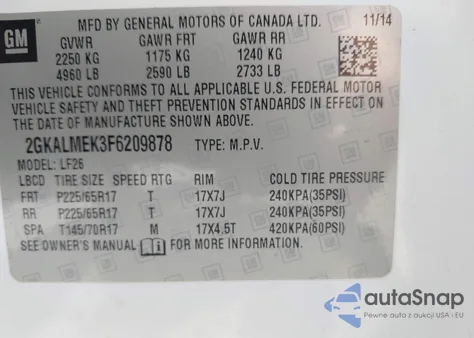 GM
MFD BY GENERAL MOTORS OF CANADA LTD. 11/14
GVWR GAWR FRT GAWR RR
2250 KG 1175 KG 1240 KG
4960 LB 2590 LB 2733 LB
THIS VEHICLE CONFORMS TO ALL APPLICABLE U.S. FEDERAL MOTOR
VEHICLE SAFETY AND THEFT PREVENTION STANDARDS IN EFFECT ON
THE DATE OF MANUFACTURE SHOWN ABOVE.
2GKALMEK3F6209878 TYPE: M.P.V.
MODEL: LF26
LBCD TIRE SIZE SPEED RTG RIM COLD TIRE PRESSURE
FRT P225/65R17 T 17X7J 240KPA(35PSI)
RR P225/65R17 T 17X7J 240KPA(35PSI)
SPA T145/70R17 M 17X4.5T 420KPA(60PSI)
SEE OWNER'S MANUAL i FOR MORE INFORMATION.
autaSnap
Pewne auto z aukcji USA i EU